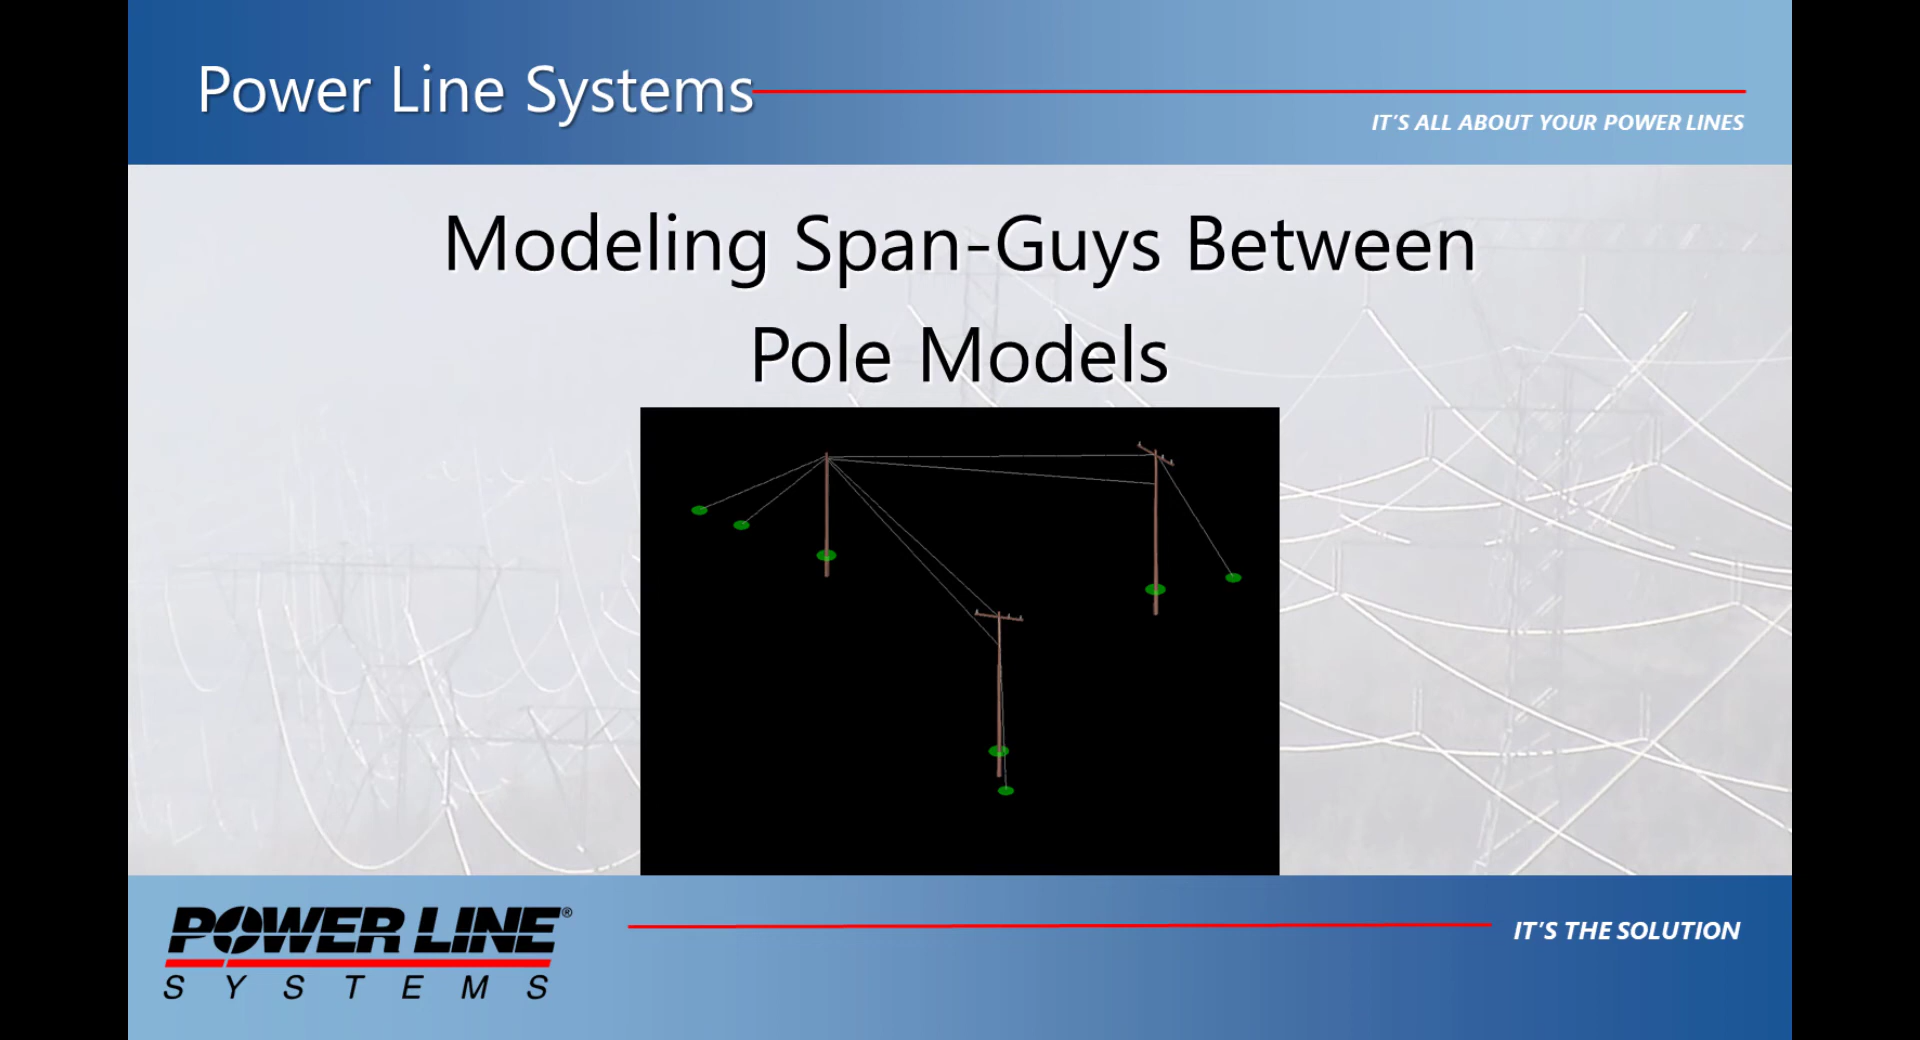 Power Line Systems
IT'S ALL ABOUT YOUR POWER LINES
Modeling Span-Guys Between
Pole Models
POWER LINE®
SYSTEMS
IT'S THE SOLUTION